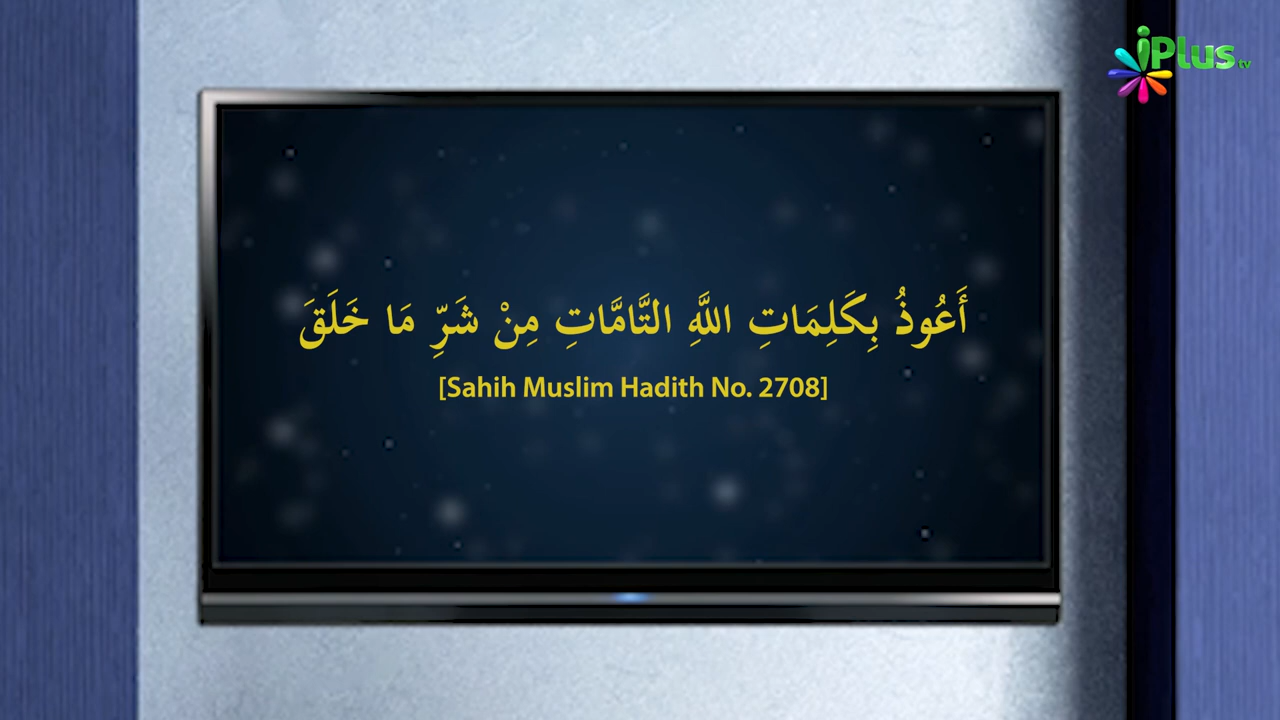 iPlus tv
أَعُوذُ بِكَلِمَاتِ اللَّهِ التَّامَّاتِ مِنْ شَرِّ مَا خَلَقَ
[Sahih Muslim Hadith No. 2708]